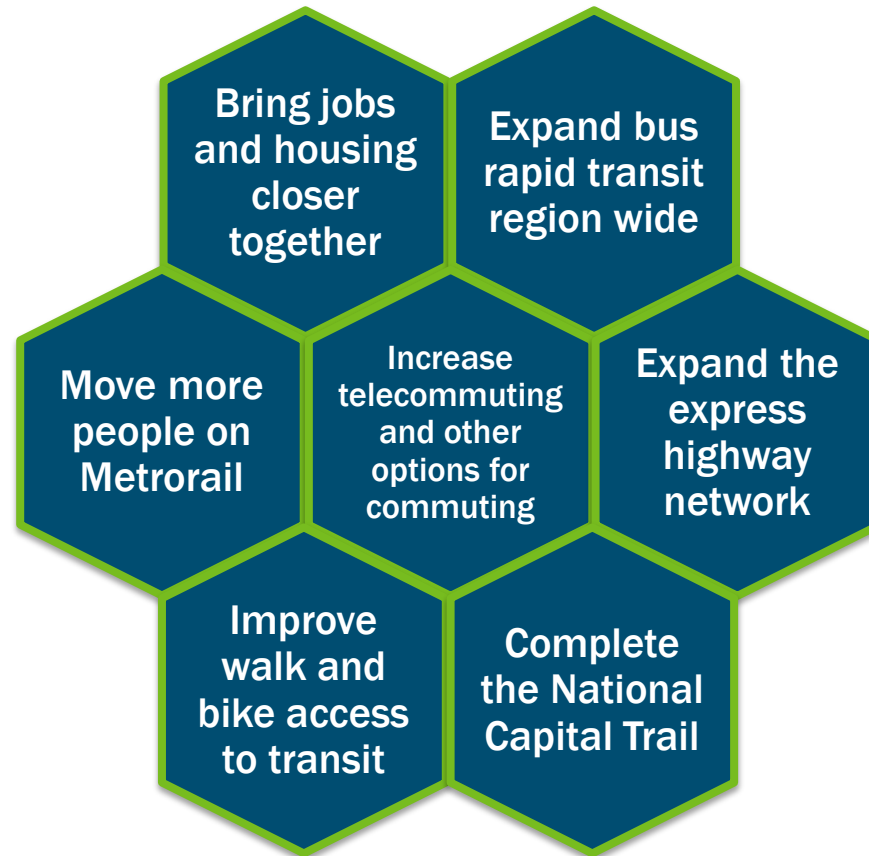 Bring jobs
and housing
closer
together
Expand bus
rapid transit
region wide
Move more
people on
Metrorail
Increase
telecommuting
and other
options for
commuting
Expand the
express
highway
network
Improve
walk and
bike access
to transit
Complete
the National
Capital Trail